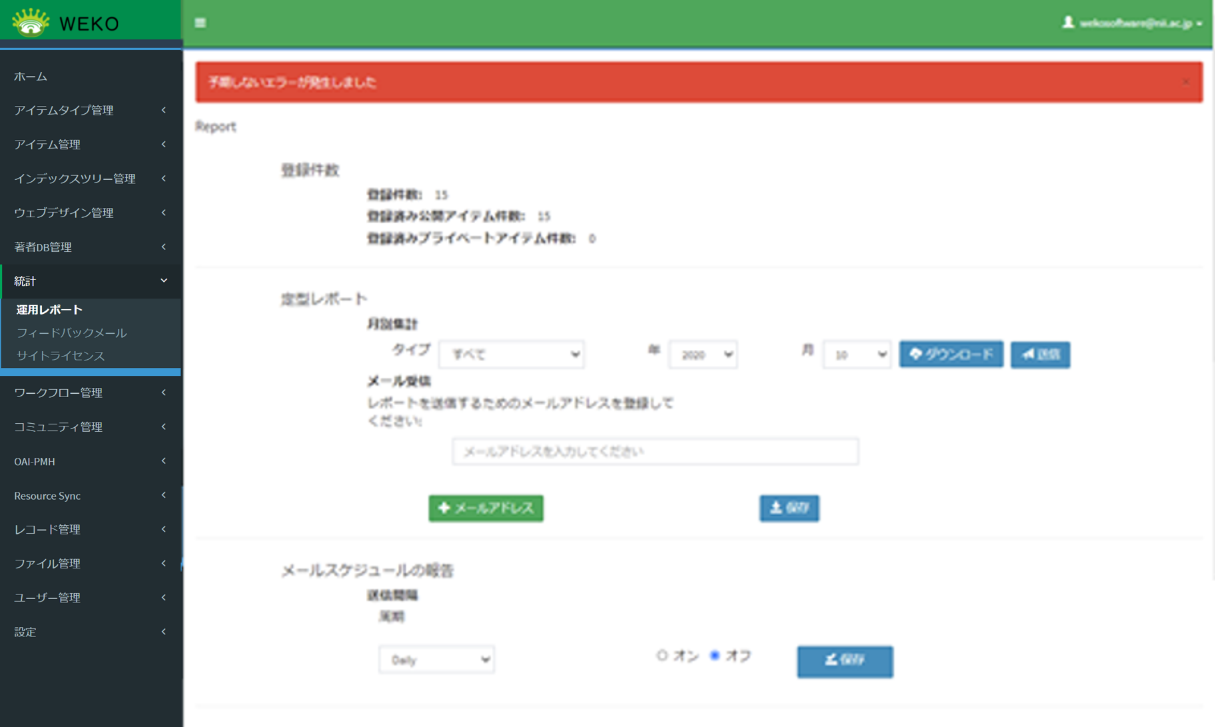 WEKO
wekosoftware@nii.ac.jp
ホーム
アイテムタイプ管理
アイテム管理
インデックスツリー管理
ウェブデザイン管理
著者DB管理
統計
運用レポート
フィードバックメール
サイトライセンス
ワークフロー管理
コミュニティ管理
OAI-PMH
Resource Sync
レコード管理
ファイル管理
ユーザー管理
設定
予期しないエラーが発生しました
×
Report
登録件数
登録件数: 15
登録済み公開アイテム件数: 15
登録済みプライベートアイテム件数: 0
定型レポート
月別集計
タイプ すべて 年 2020 月 10 ダウンロード 送信
メール受信
レポートを送信するためのメールアドレスを登録して
ください:
メールアドレスを入力してください
メールアドレス 保存
メールスケジュールの報告
送信間隔
周期
Daily オン オフ 保存